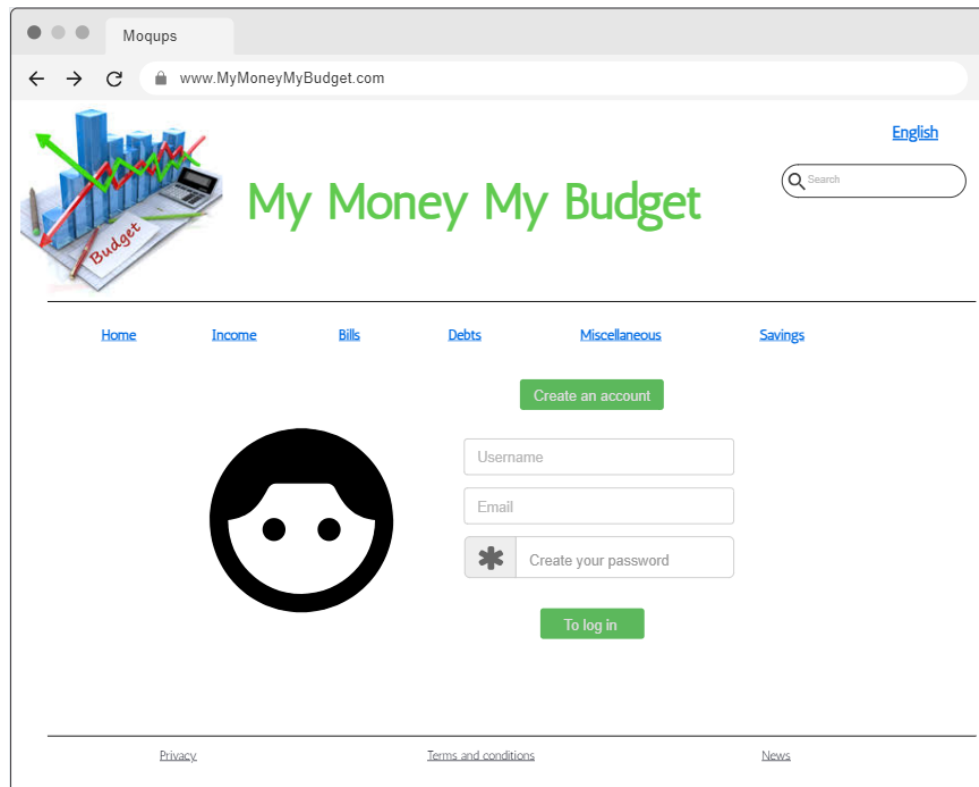 Moqups
www.MyMoneyMyBudget.com
English
Search
Budget
My Money My Budget
Home Income Bills Debts Miscellaneous Savings
Create an account
Username
Email
Create your password
To log in
Privacy Terms and conditions News